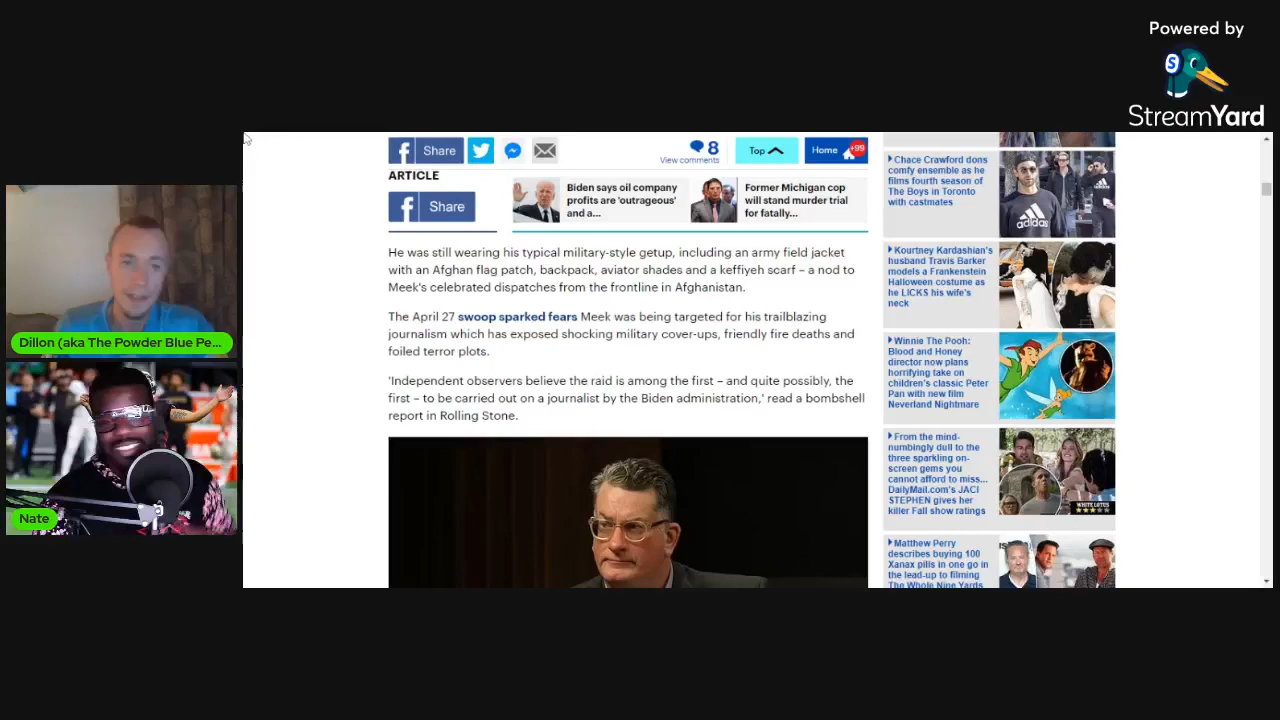 Powered by
StreamYard
Share
8
View comments
Top
Home
+99
ARTICLE
Share
Biden says oil company
profits are 'outrageous'
and a...
Former Michigan cop
will stand murder trial
for fatally...
He was still wearing his typical military-style getup, including an army field jacket
with an Afghan flag patch, backpack, aviator shades and a keffiyeh scarf – a nod to
Meek's celebrated dispatches from the frontline in Afghanistan.
The April 27 swoop sparked fears Meek was being targeted for his trailblazing
journalism which has exposed shocking military cover-ups, friendly fire deaths and
foiled terror plots.
'Independent observers believe the raid is among the first – and quite possibly, the
first – to be carried out on a journalist by the Biden administration,' read a bombshell
report in Rolling Stone.
Chace Crawford dons
comfy ensemble as he
films fourth season of
The Boys in Toronto
with castmates
adidas
Kourtney Kardashian's
husband Travis Barker
models a Frankenstein
Halloween costume as
he LICKS his wife's
neck
Winnie The Pooh:
Blood and Honey
director now plans
horrifying take on
children's classic Peter
Pan with new film
Neverland Nightmare
From the mind-
numbingly dull to the
three sparkling on-
screen gems you
cannot afford to miss...
DailyMail.com's JACI
STEPHEN gives her
killer Fall show ratings
WHITE LOTUS
Matthew Perry
describes buying 100
Xanax pills in one go in
the lead-up to filming
The Whole Nine Yards
Dillon (aka The Powder Blue Pe...
Nate